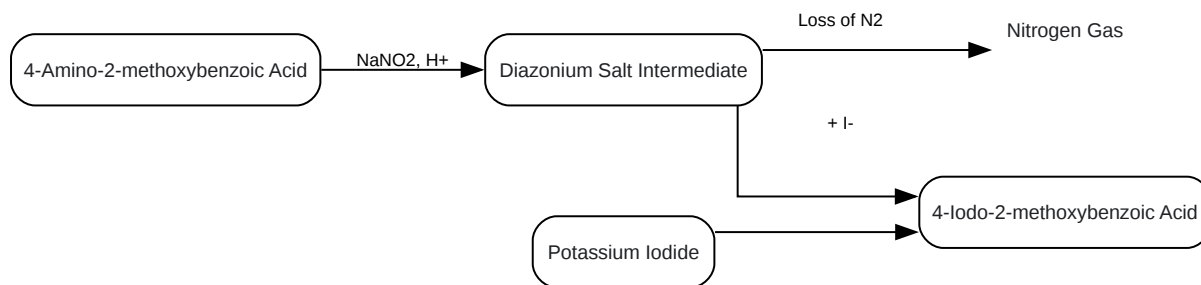 Loss of N2
Nitrogen Gas
4-Amino-2-methoxybenzoic Acid
NaNO2, H+
Diazonium Salt Intermediate
+ I-
4-Iodo-2-methoxybenzoic Acid
Potassium Iodide